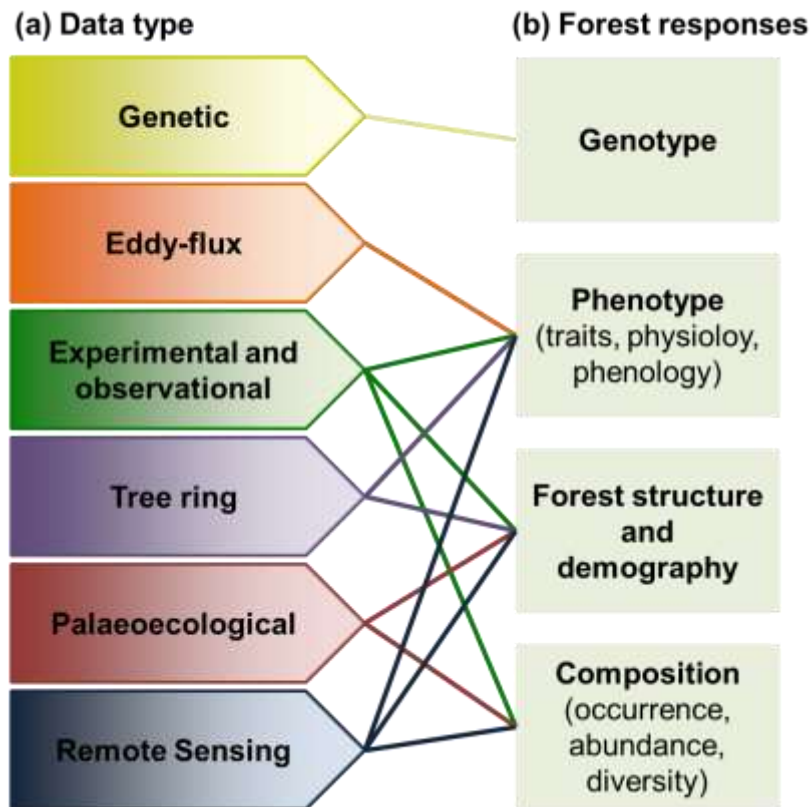 (a) Data type
(b) Forest responses
Genetic
Eddy-flux
Experimental and
observational
Tree ring
Palaeoecological
Remote Sensing
Genotype
Phenotype
(traits, physioloy,
phenology)
Forest structure
and
demography
Composition
(occurrence,
abundance,
diversity)